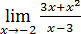 lim x→−2 3x+x² / x−3